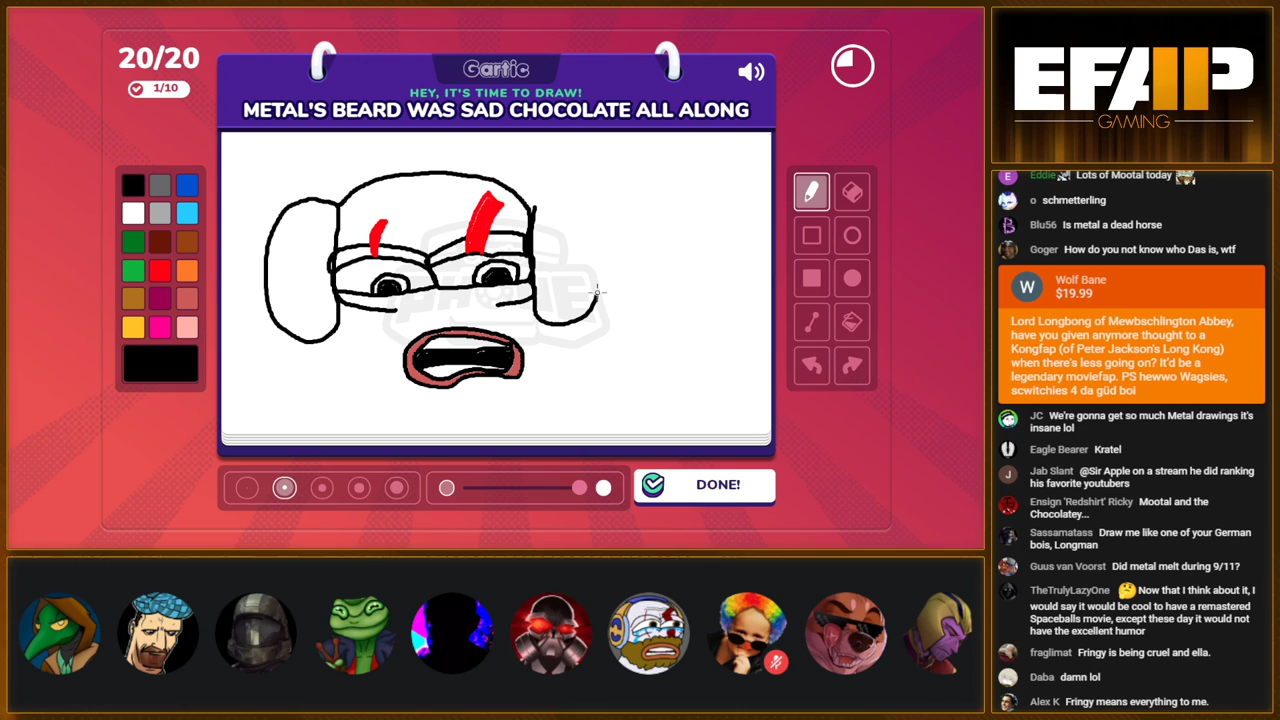 20/20
1/10
Gartic
HEY, IT'S TIME TO DRAW!
METAL'S BEARD WAS SAD CHOCOLATE ALL ALONG
PHONE
DONE!
EFAP
GAMING
E Eddie Lots of Mootal today
o schmetterling
Blu56 Is metal a dead horse
Goger How do you not know who Das is, wtf
W Wolf Bane
$19.99
Lord Longbong of Mewbschlington Abbey,
have you given anymore thought to a
Kongfap (of Peter Jackson's Long Kong)
when there's less going on? It'd be a
legendary moviefap. PS hewwo Wagsies,
scwitchies 4 da güd boi
JC We're gonna get so much Metal drawings it's
insane lol
Eagle Bearer Kratel
J Jab Slant @Sir Apple on a stream he did ranking
his favorite youtubers
Ensign 'Redshirt' Ricky Mootal and the
Chocolatey...
Sassamatass Draw me like one of your German
bois, Longman
Guus van Voorst Did metal melt during 9/11?
TheTrulyLazyOne Now that I think about it, I
would say it would be cool to have a remastered
Spaceballs movie, except these day it would not
have the excellent humor
fraglimat Fringy is being cruel and ella.
Daba damn lol
Alex K Fringy means everything to me.